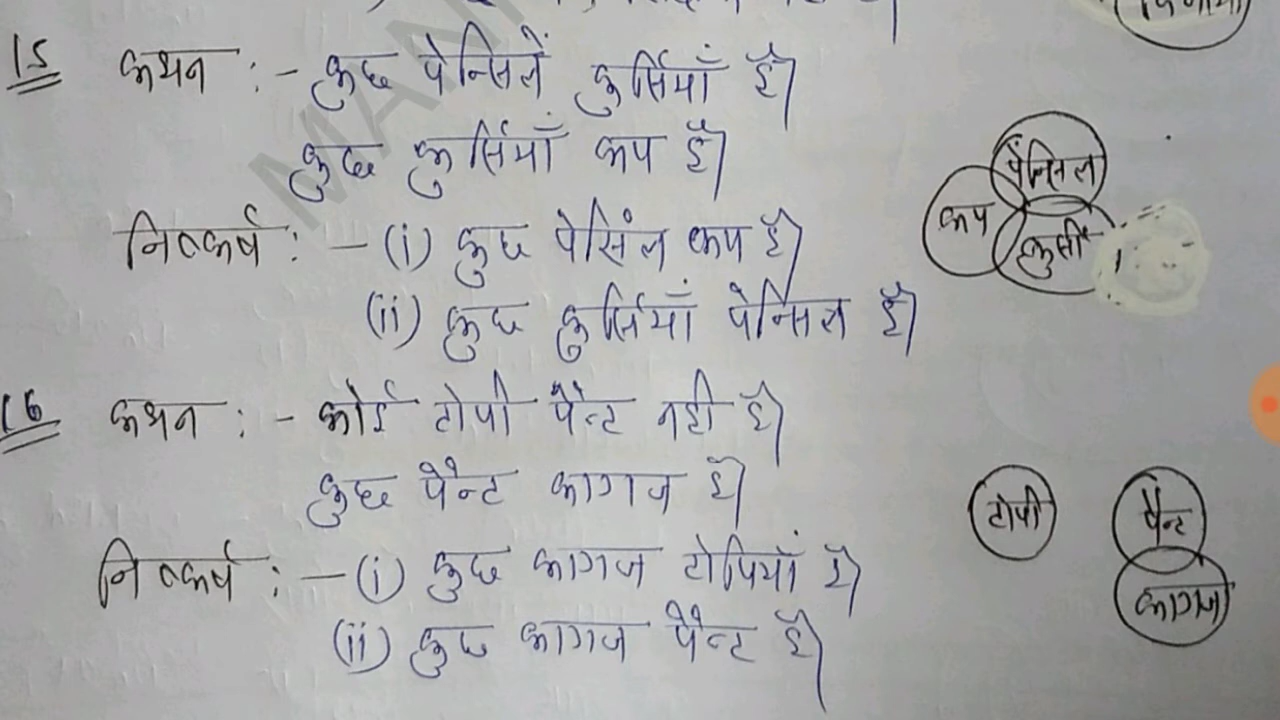 15 कथन :- कुछ पेन्सिलें कुर्सियाँ है।
कुछ कुर्सियाँ कप है।
पेंन्सिल
कप
कुर्सी
निष्कर्ष : - (i) कुछ पेसिंल कप है।
(ii) कुछ कुर्सियाँ पेन्सिल है।
16 कथन :- कोई टोपी पैन्ट नही है।
कुछ पैन्ट कागज है।
टोपी
पैन्ट
कागज
निष्कर्ष : - (i) कुछ कागज टोपियाँ है।
(ii) कुछ कागज पैन्ट है।